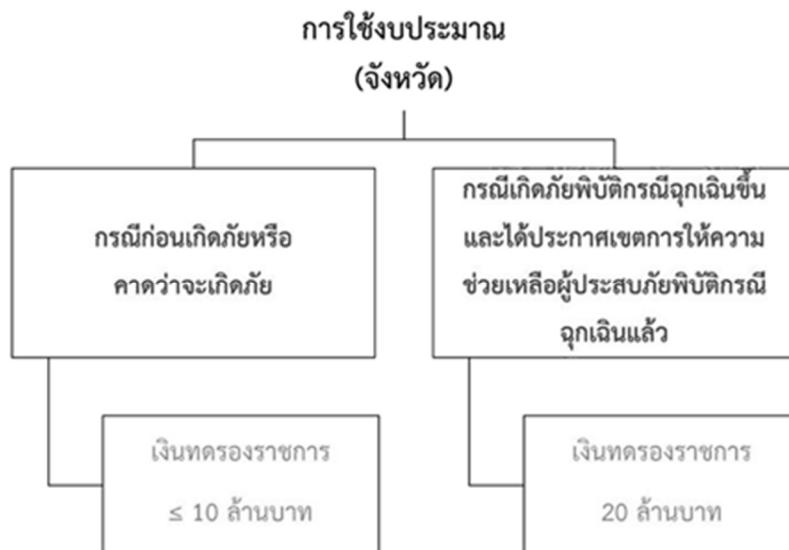 การใช้งบประมาณ
(จังหวัด)
กรณีก่อนเกิดภัยหรือ
คาดว่าจะเกิดภัย
กรณีเกิดภัยพิบัติกรณีฉุกเฉินขึ้น
และได้ประกาศเขตการให้ความ
ช่วยเหลือผู้ประสบภัยพิบัติกรณี
ฉุกเฉินแล้ว
เงินทดรองราชการ
≤ 10 ล้านบาท
เงินทดรองราชการ
20 ล้านบาท